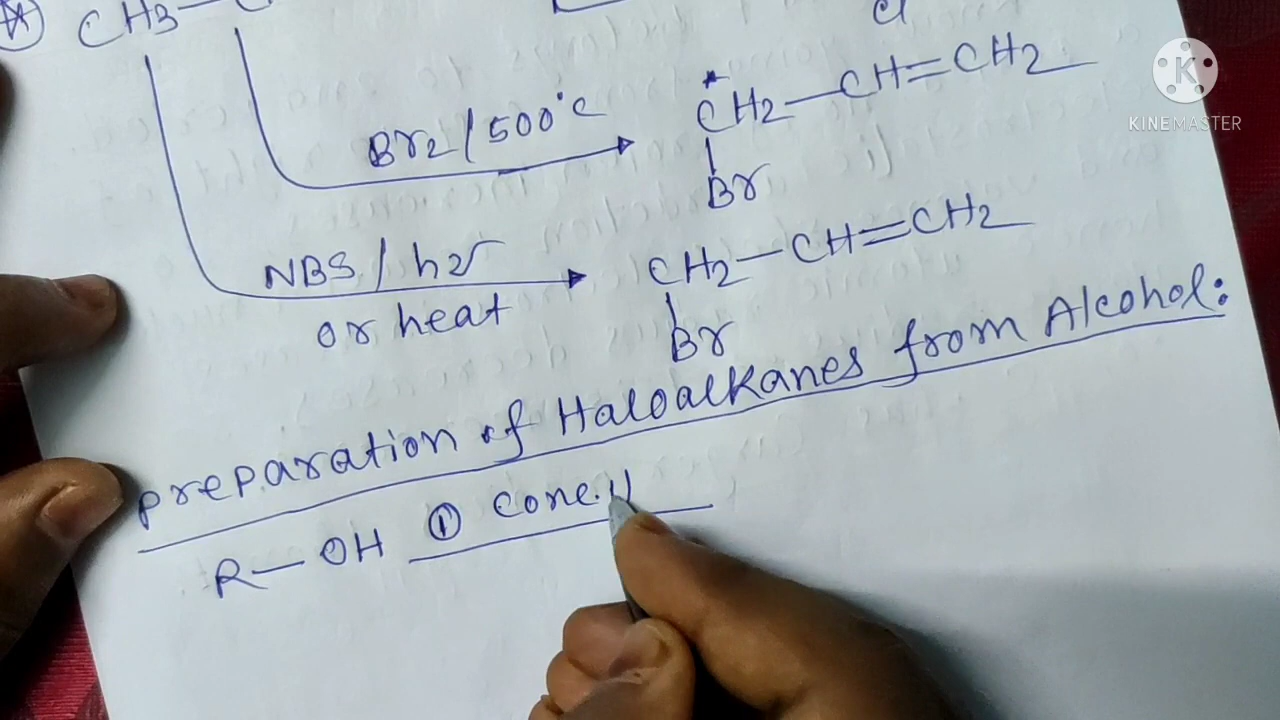 CH3—
Cl
Br2/500°C
*CH2—CH=CH2
Br
NBS/hν
or heat
CH2—CH=CH2
Br
preparation of Haloalkanes from Alcohol:
R—OH ① Conc.
KINEMASTER